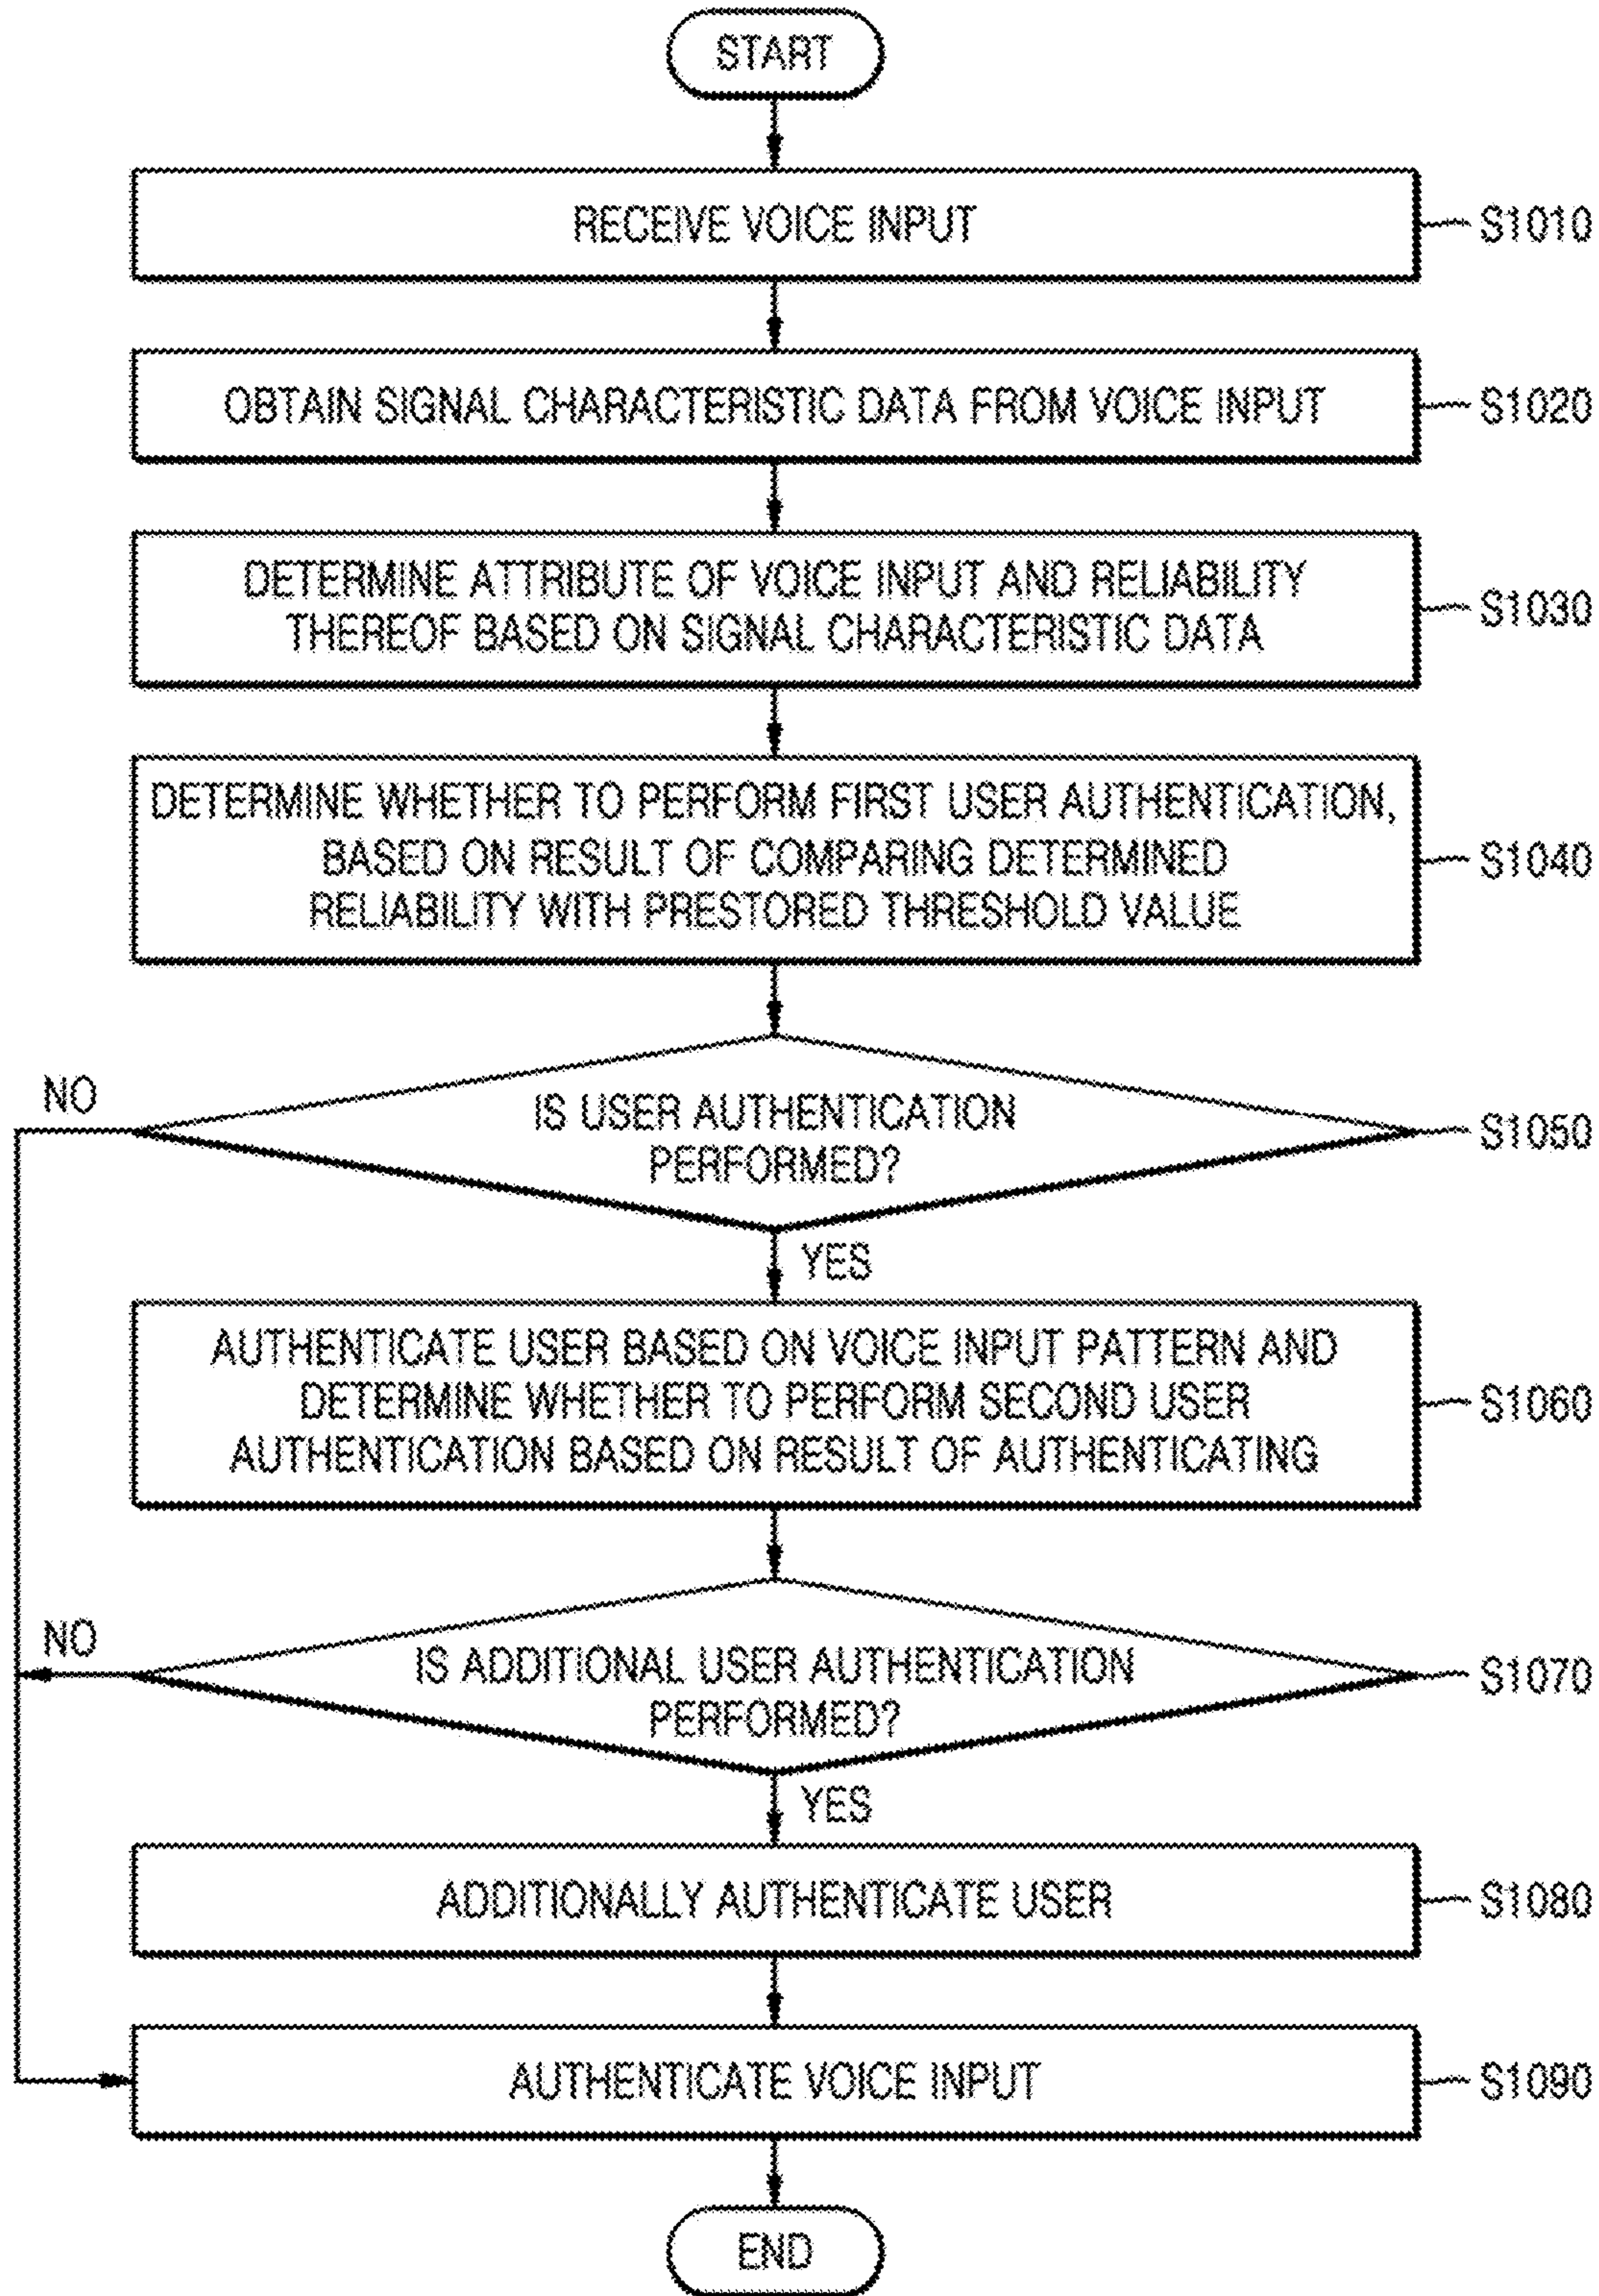 START
RECEIVE VOICE INPUT
S1010
OBTAIN SIGNAL CHARACTERISTIC DATA FROM VOICE INPUT
S1020
DETERMINE ATTRIBUTE OF VOICE INPUT AND RELIABILITY
THEREOF BASED ON SIGNAL CHARACTERISTIC DATA
S1030
DETERMINE WHETHER TO PERFORM FIRST USER AUTHENTICATION,
BASED ON RESULT OF COMPARING DETERMINED
RELIABILITY WITH PRESTORED THRESHOLD VALUE
S1040
NO
IS USER AUTHENTICATION
PERFORMED?
S1050
YES
AUTHENTICATE USER BASED ON VOICE INPUT PATTERN AND
DETERMINE WHETHER TO PERFORM SECOND USER
AUTHENTICATION BASED ON RESULT OF AUTHENTICATING
S1060
NO
IS ADDITIONAL USER AUTHENTICATION
PERFORMED?
S1070
YES
ADDITIONALLY AUTHENTICATE USER
S1080
AUTHENTICATE VOICE INPUT
S1090
END